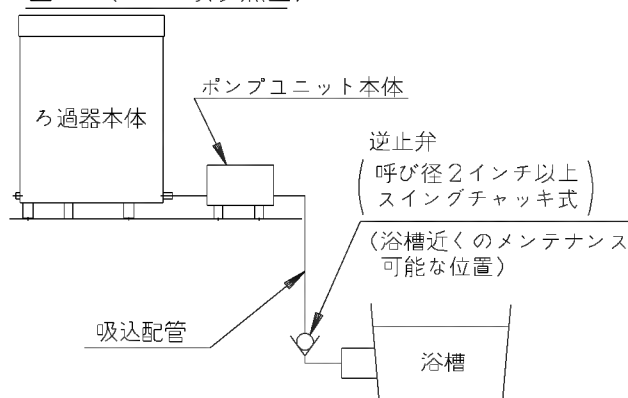 ポンプユニット本体
ろ過器本体
逆止弁
(呼び径2インチ以上
スイングチャッキ式)
(浴槽近くのメンテナンス
可能な位置)
吸込配管
浴槽